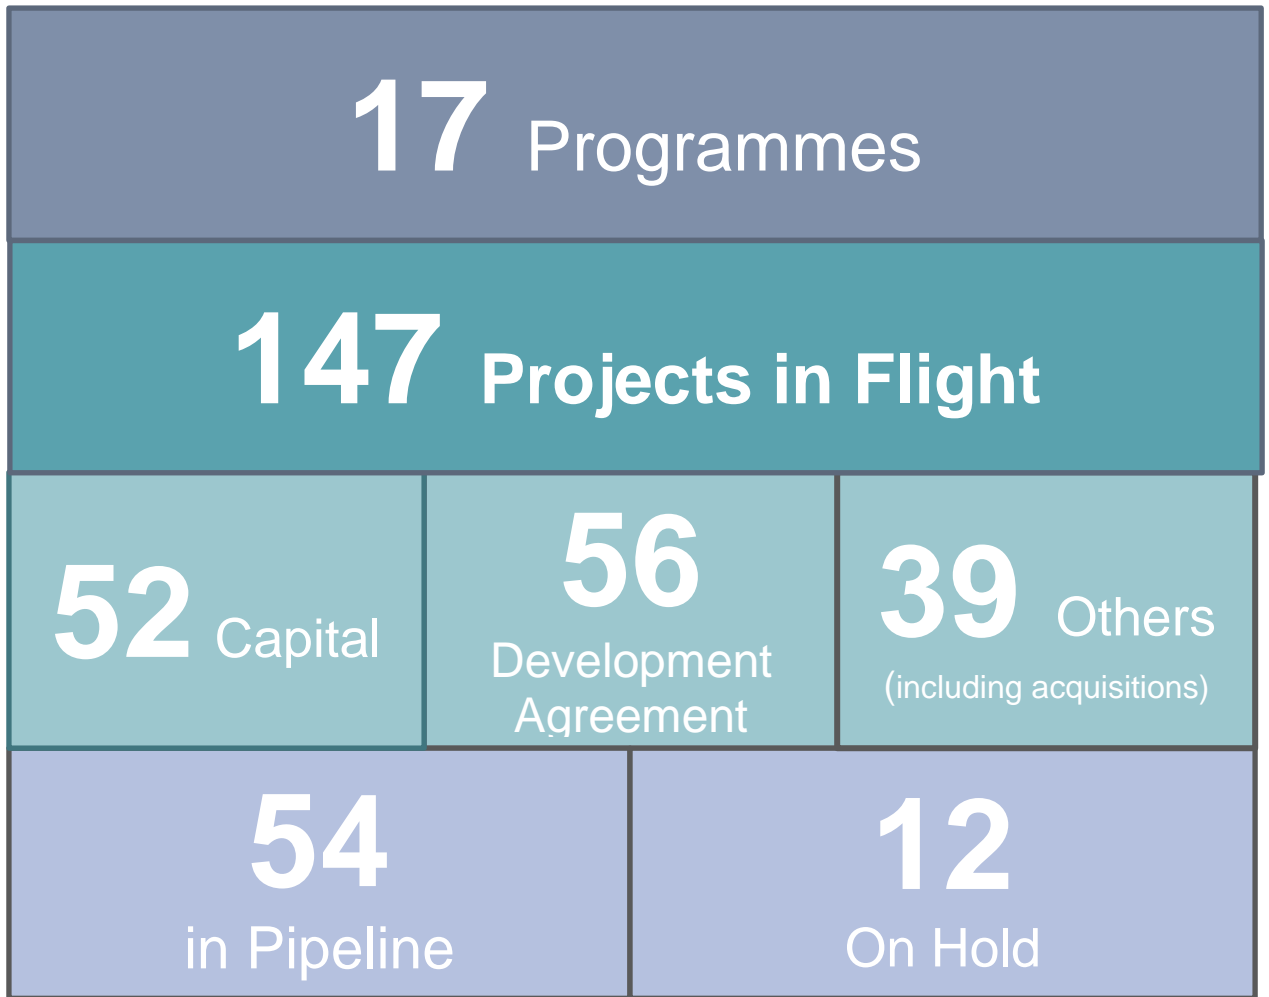 17 Programmes
147 Projects in Flight
52 Capital
56
Development
Agreement
39 Others
(including acquisitions)
54
in Pipeline
12
On Hold